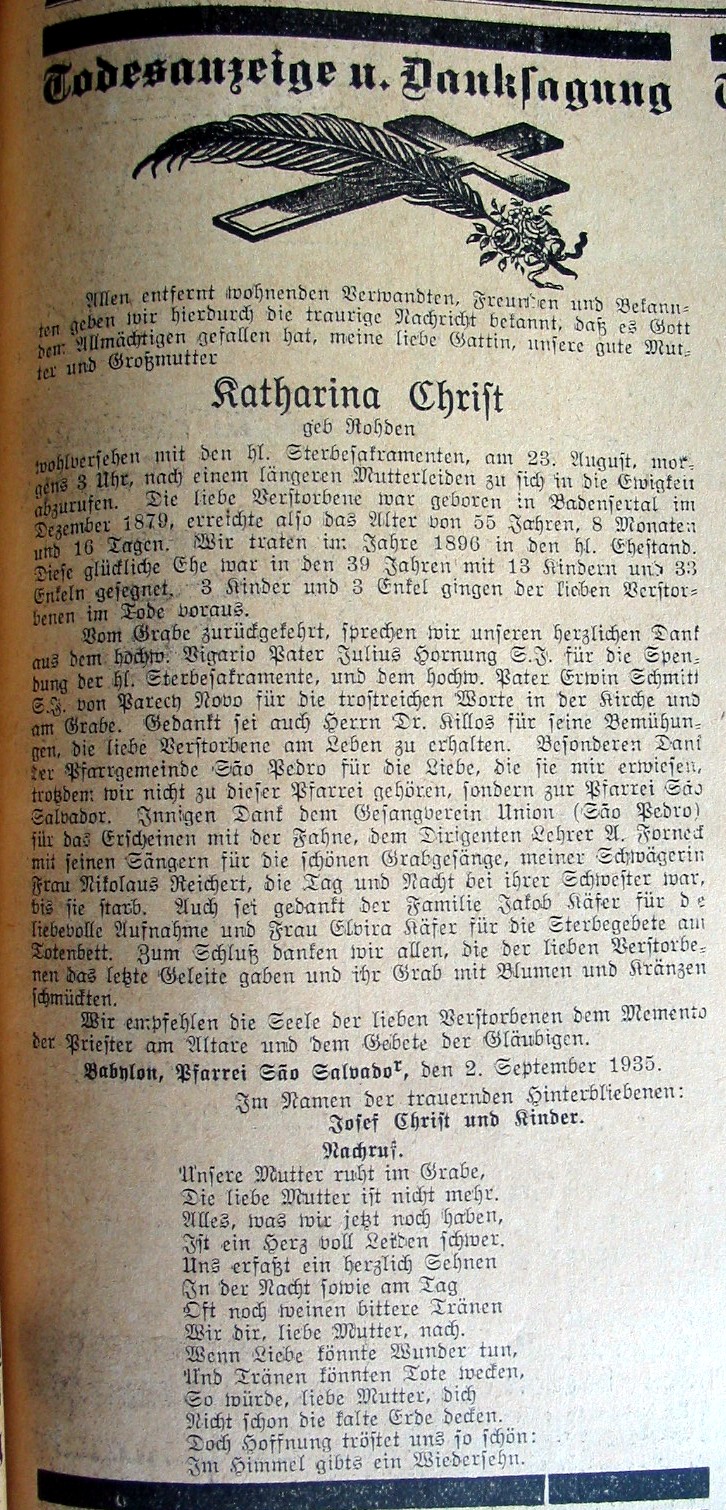 Todesanzeige u. Danksagung
Allen entfernt wohnenden Verwandten, Freunden und Bekann-
ten geben wir hierdurch die traurige Nachricht bekannt, daß es Gott
dem Allmächtigen gefallen hat, meine liebe Gattin, unsere gute Mut-
ter und Großmutter
Katharina Christ
geb Rohden
wohlversehen mit den hl. Sterbesakramenten, am 23. August, mor-
gens 3 Uhr, nach einem längeren Mutterleiden zu sich in die Ewigkeit
abzurufen. Die liebe Verstorbene war geboren in Badensertal im
Dezember 1879, erreichte also das Alter von 55 Jahren, 8 Monaten
und 16 Tagen. Wir traten im Jahre 1896 in den hl. Ehestand.
Diese glückliche Ehe war in den 39 Jahren mit 13 Kindern und 33
Enkeln gesegnet. 3 Kinder und 3 Enkel gingen der lieben Verstor-
benen im Tode voraus.
Vom Grabe zurückgekehrt, sprechen wir unseren herzlichen Dank
aus dem hochw. Vigario Pater Julius Hornung S.J. für die Spen-
dung der hl. Sterbesakramente, und dem hochw. Pater Erwin Schmitt
S.J. von Parecy Novo für die trostreichen Worte in der Kirche und
am Grabe. Gedankt sei auch Herrn Dr. Killos für seine Bemühun-
gen, die liebe Verstorbene am Leben zu erhalten. Besonderen Dank
der Pfarrgemeinde São Pedro für die Liebe, die sie mir erwiesen,
trotzdem wir nicht zu dieser Pfarrei gehören, sondern zur Pfarrei São
Salvador. Innigen Dank dem Gesangverein Union (São Pedro)
für das Erscheinen mit der Fahne, dem Dirigenten Lehrer A. Forneck
mit seinen Sängern für die schönen Grabgesänge, meiner Schwägerin
Frau Nikolaus Reichert, die Tag und Nacht bei ihrer Schwester war,
bis sie starb. Auch sei gedankt der Familie Jakob Käfer für d e
liebevolle Aufnahme und Frau Elvira Käfer für die Sterbegebete am
Totenbett. Zum Schluß danken wir allen, die der lieben Verstorbe-
nen das letzte Geleite gaben und ihr Grab mit Blumen und Kränzen
schmückten.
Wir empfehlen die Seele der lieben Verstorbenen dem Memento
der Priester am Altare und dem Gebete der Gläubigen.
Babylon, Pfarrei São Salvador, den 2. September 1935.
Im Namen der trauernden Hinterbliebenen:
Josef Christ und Kinder.
Nachruf.
Unsere Mutter ruht im Grabe,
Die liebe Mutter ist nicht mehr.
Alles, was wir jetzt noch haben,
Ist ein Herz voll Leiden schwer.
Uns erfaßt ein herzlich Sehnen
In der Nacht sowie am Tag
Oft noch weinen bittere Tränen
Wir dir, liebe Mutter, nach.
Wenn Liebe könnte Wunder tun,
Und Tränen könnten Tote wecken,
So würde, liebe Mutter, dich
Nicht schon die kalte Erde decken.
Doch Hoffnung tröstet uns so schön:
Im Himmel gibts ein Wiedersehn.